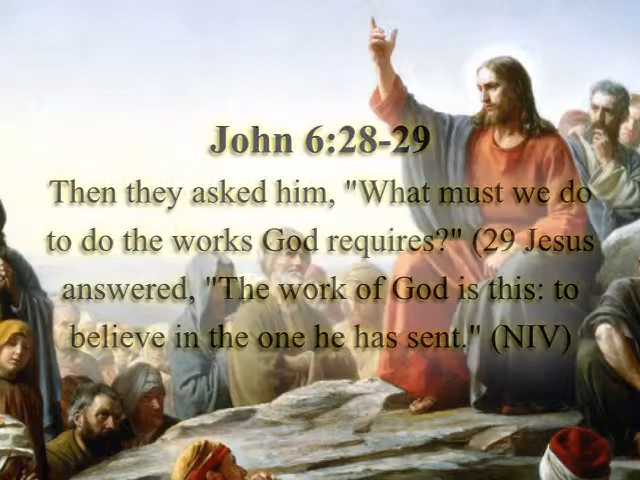 John 6:28-29
Then they asked him, "What must we do
to do the works God requires?" (29 Jesus
answered, "The work of God is this: to
believe in the one he has sent." (NIV)